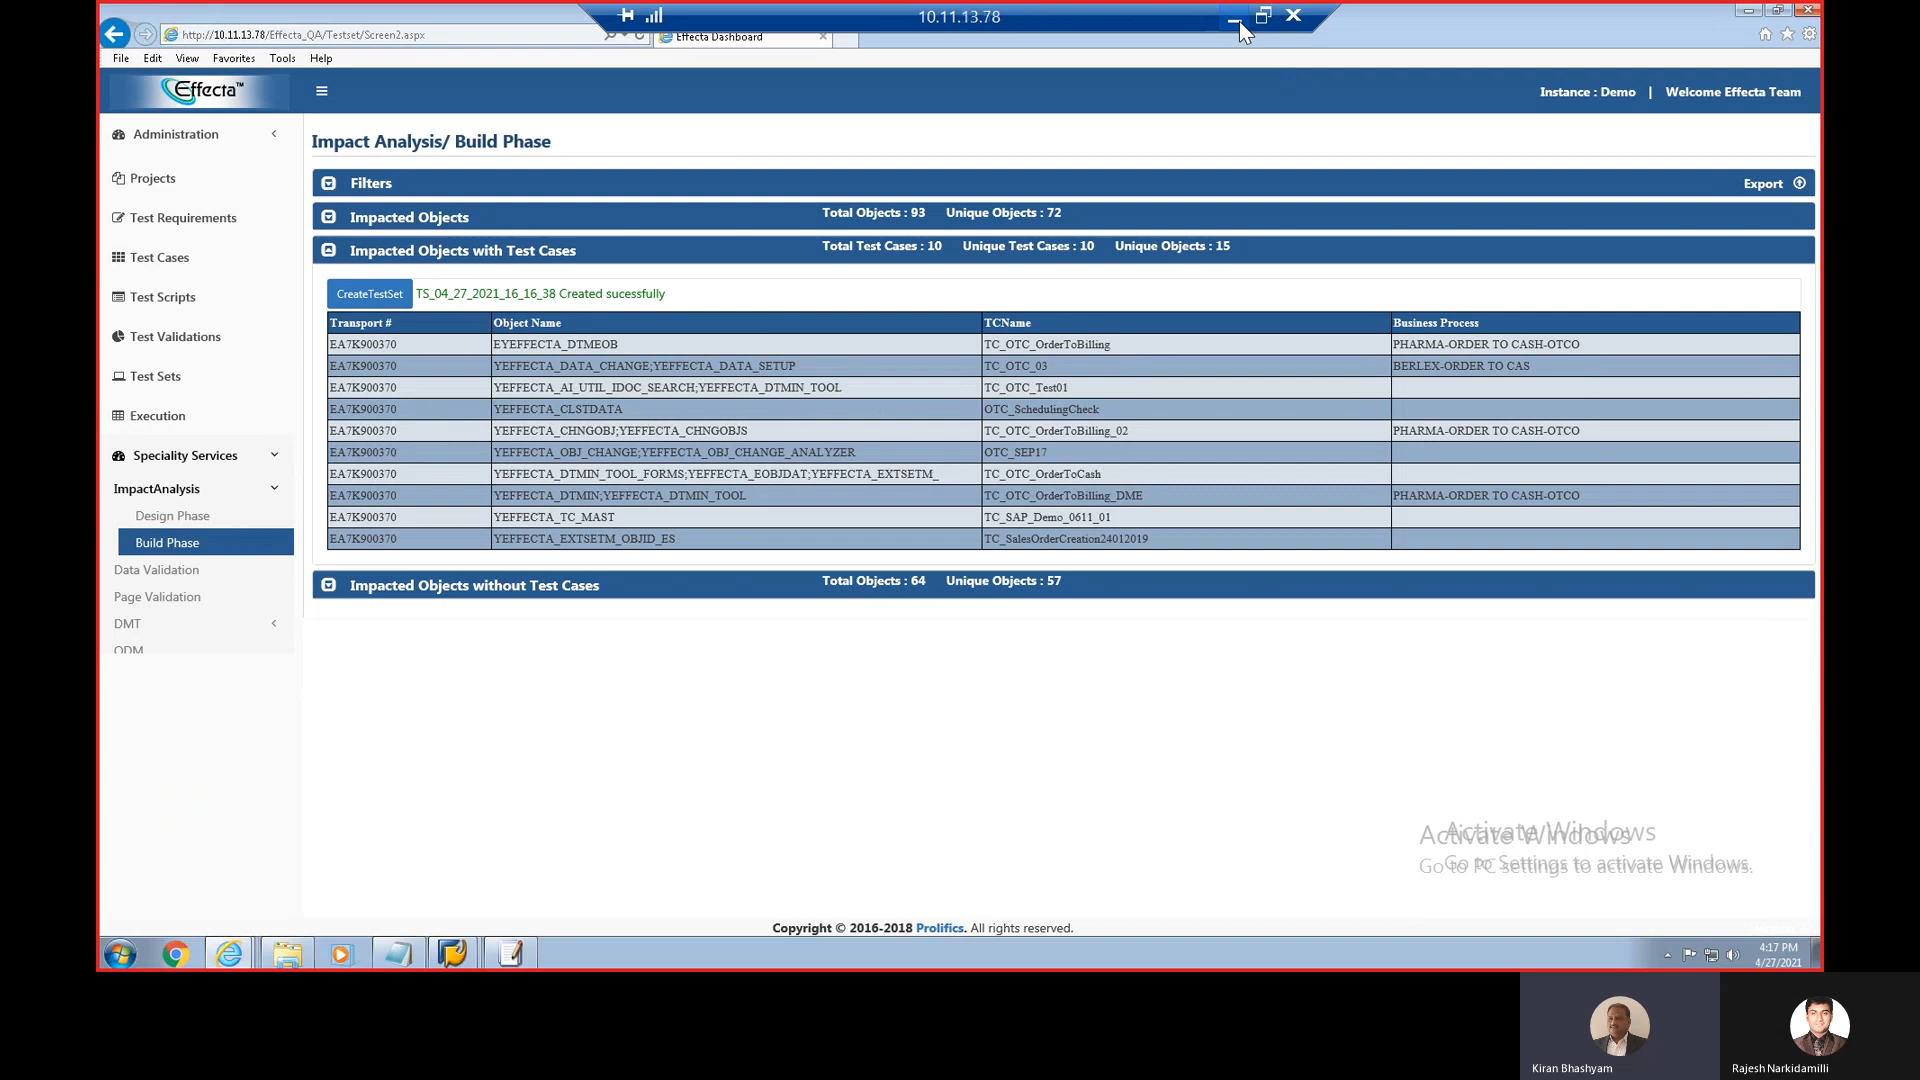 10.11.13.78
http://10.11.13.78/Effecta_QA/Testset/Screen2.aspx
Effecta Dashboard
File Edit View Favorites Tools Help
Effecta™
Instance : Demo | Welcome Effecta Team
Administration
Projects
Test Requirements
Test Cases
Test Scripts
Test Validations
Test Sets
Execution
Speciality Services
ImpactAnalysis
Design Phase
Build Phase
Data Validation
Page Validation
DMT
ODM
Impact Analysis/ Build Phase
Filters Export
Impacted Objects Total Objects : 93 Unique Objects : 72
Impacted Objects with Test Cases Total Test Cases : 10 Unique Test Cases : 10 Unique Objects : 15
CreateTestSet TS_04_27_2021_16_16_38 Created sucessfully
Transport # Object Name TCName Business Process
EA7K900370 EYEFFECTA_DTMEOB TC_OTC_OrderToBilling PHARMA-ORDER TO CASH-OTCO
EA7K900370 YEFFECTA_DATA_CHANGE;YEFFECTA_DATA_SETUP TC_OTC_03 BERLEX-ORDER TO CAS
EA7K900370 YEFFECTA_AI_UTIL_IDOC_SEARCH;YEFFECTA_DTMIN_TOOL TC_OTC_Test01
EA7K900370 YEFFECTA_CLSTDATA OTC_SchedulingCheck
EA7K900370 YEFFECTA_CHNGOBJ;YEFFECTA_CHNGOBJS TC_OTC_OrderToBilling_02 PHARMA-ORDER TO CASH-OTCO
EA7K900370 YEFFECTA_OBJ_CHANGE;YEFFECTA_OBJ_CHANGE_ANALYZER OTC_SEP17
EA7K900370 YEFFECTA_DTMIN_TOOL_FORMS;YEFFECTA_EOBJDAT;YEFFECTA_EXTSETM_ TC_OTC_OrderToCash
EA7K900370 YEFFECTA_DTMIN;YEFFECTA_DTMIN_TOOL TC_OTC_OrderToBilling_DME PHARMA-ORDER TO CASH-OTCO
EA7K900370 YEFFECTA_TC_MAST TC_SAP_Demo_0611_01
EA7K900370 YEFFECTA_EXTSETM_OBJID_ES TC_SalesOrderCreation24012019
Impacted Objects without Test Cases Total Objects : 64 Unique Objects : 57
Activate Windows
Go to PC settings to activate Windows.
Activate Windows
Go to Settings to activate Windows.
Copyright © 2016-2018 Prolifics. All rights reserved.
4:17 PM
4/27/2021
Kiran Bhashyam
Rajesh Narkidamilli